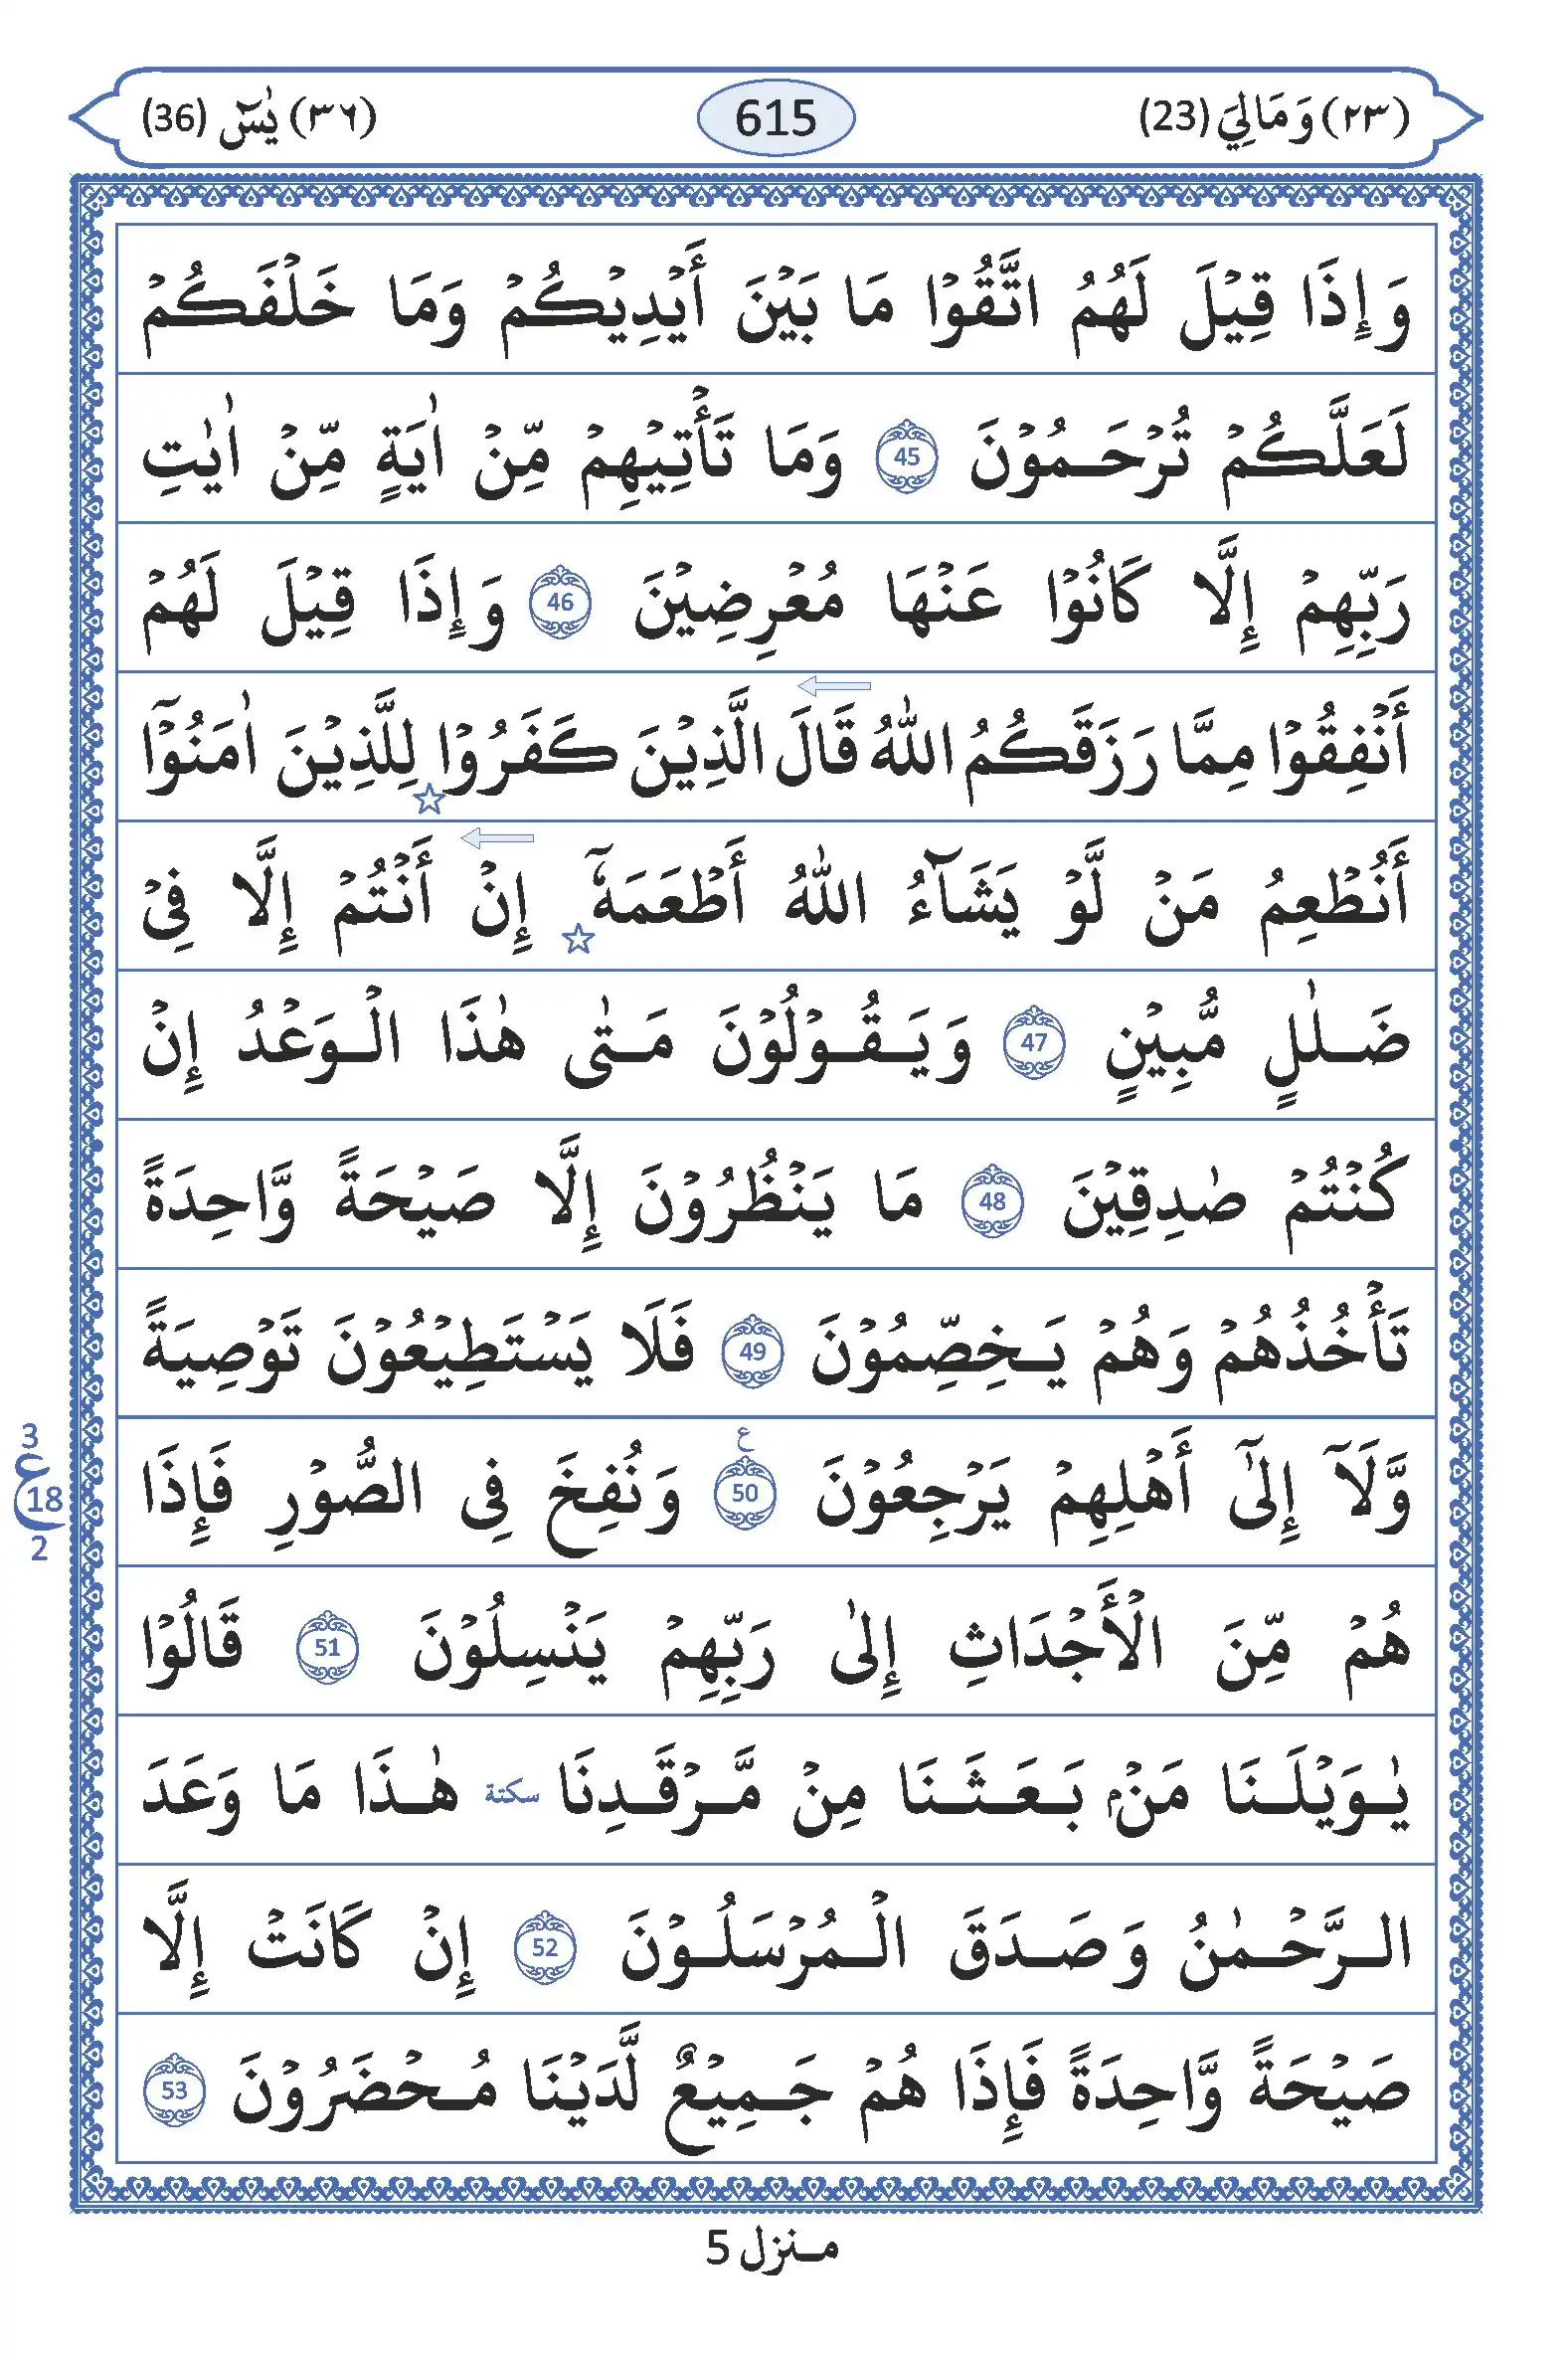 (٢٣) وَمَالِيَ (23) 615 (٣٦) يٰسٓ (36)
وَإِذَا قِيْلَ لَهُمُ اتَّقُوْا مَا بَيْنَ أَيْدِيْكُمْ وَمَا خَلْفَكُمْ
لَعَلَّكُمْ تُرْحَمُوْنَ 45 وَمَا تَأْتِيْهِمْ مِّنْ اٰيَةٍ مِّنْ اٰيٰتِ
رَبِّهِمْ إِلَّا كَانُوْا عَنْهَا مُعْرِضِيْنَ 46 وَإِذَا قِيْلَ لَهُمْ
أَنْفِقُوْا مِمَّا رَزَقَكُمُ اللّٰهُ قَالَ الَّذِيْنَ كَفَرُوْا لِلَّذِيْنَ اٰمَنُوْٓا
أَنُطْعِمُ مَنْ لَّوْ يَشَآءُ اللّٰهُ أَطْعَمَهٗٓ إِنْ أَنْتُمْ إِلَّا فِيْ
ضَلٰلٍ مُّبِيْنٍ 47 وَيَقُوْلُوْنَ مَتٰى هٰذَا الْوَعْدُ إِنْ
كُنْتُمْ صٰدِقِيْنَ 48 مَا يَنْظُرُوْنَ إِلَّا صَيْحَةً وَّاحِدَةً
تَأْخُذُهُمْ وَهُمْ يَخِصِّمُوْنَ 49 فَلَا يَسْتَطِيْعُوْنَ تَوْصِيَةً
وَّلَآ إِلٰٓى أَهْلِهِمْ يَرْجِعُوْنَ 50 ع وَنُفِخَ فِى الصُّوْرِ فَإِذَا
3
ع 18
2
هُمْ مِّنَ الْأَجْدَاثِ إِلٰى رَبِّهِمْ يَنْسِلُوْنَ 51 قَالُوْا
يٰوَيْلَنَا مَنْۢ بَعَثَنَا مِنْ مَّرْقَدِنَا سكتة هٰذَا مَا وَعَدَ
الرَّحْمٰنُ وَصَدَقَ الْمُرْسَلُوْنَ 52 إِنْ كَانَتْ إِلَّا
صَيْحَةً وَّاحِدَةً فَإِذَا هُمْ جَمِيْعٌ لَّدَيْنَا مُحْضَرُوْنَ 53
منزل 5